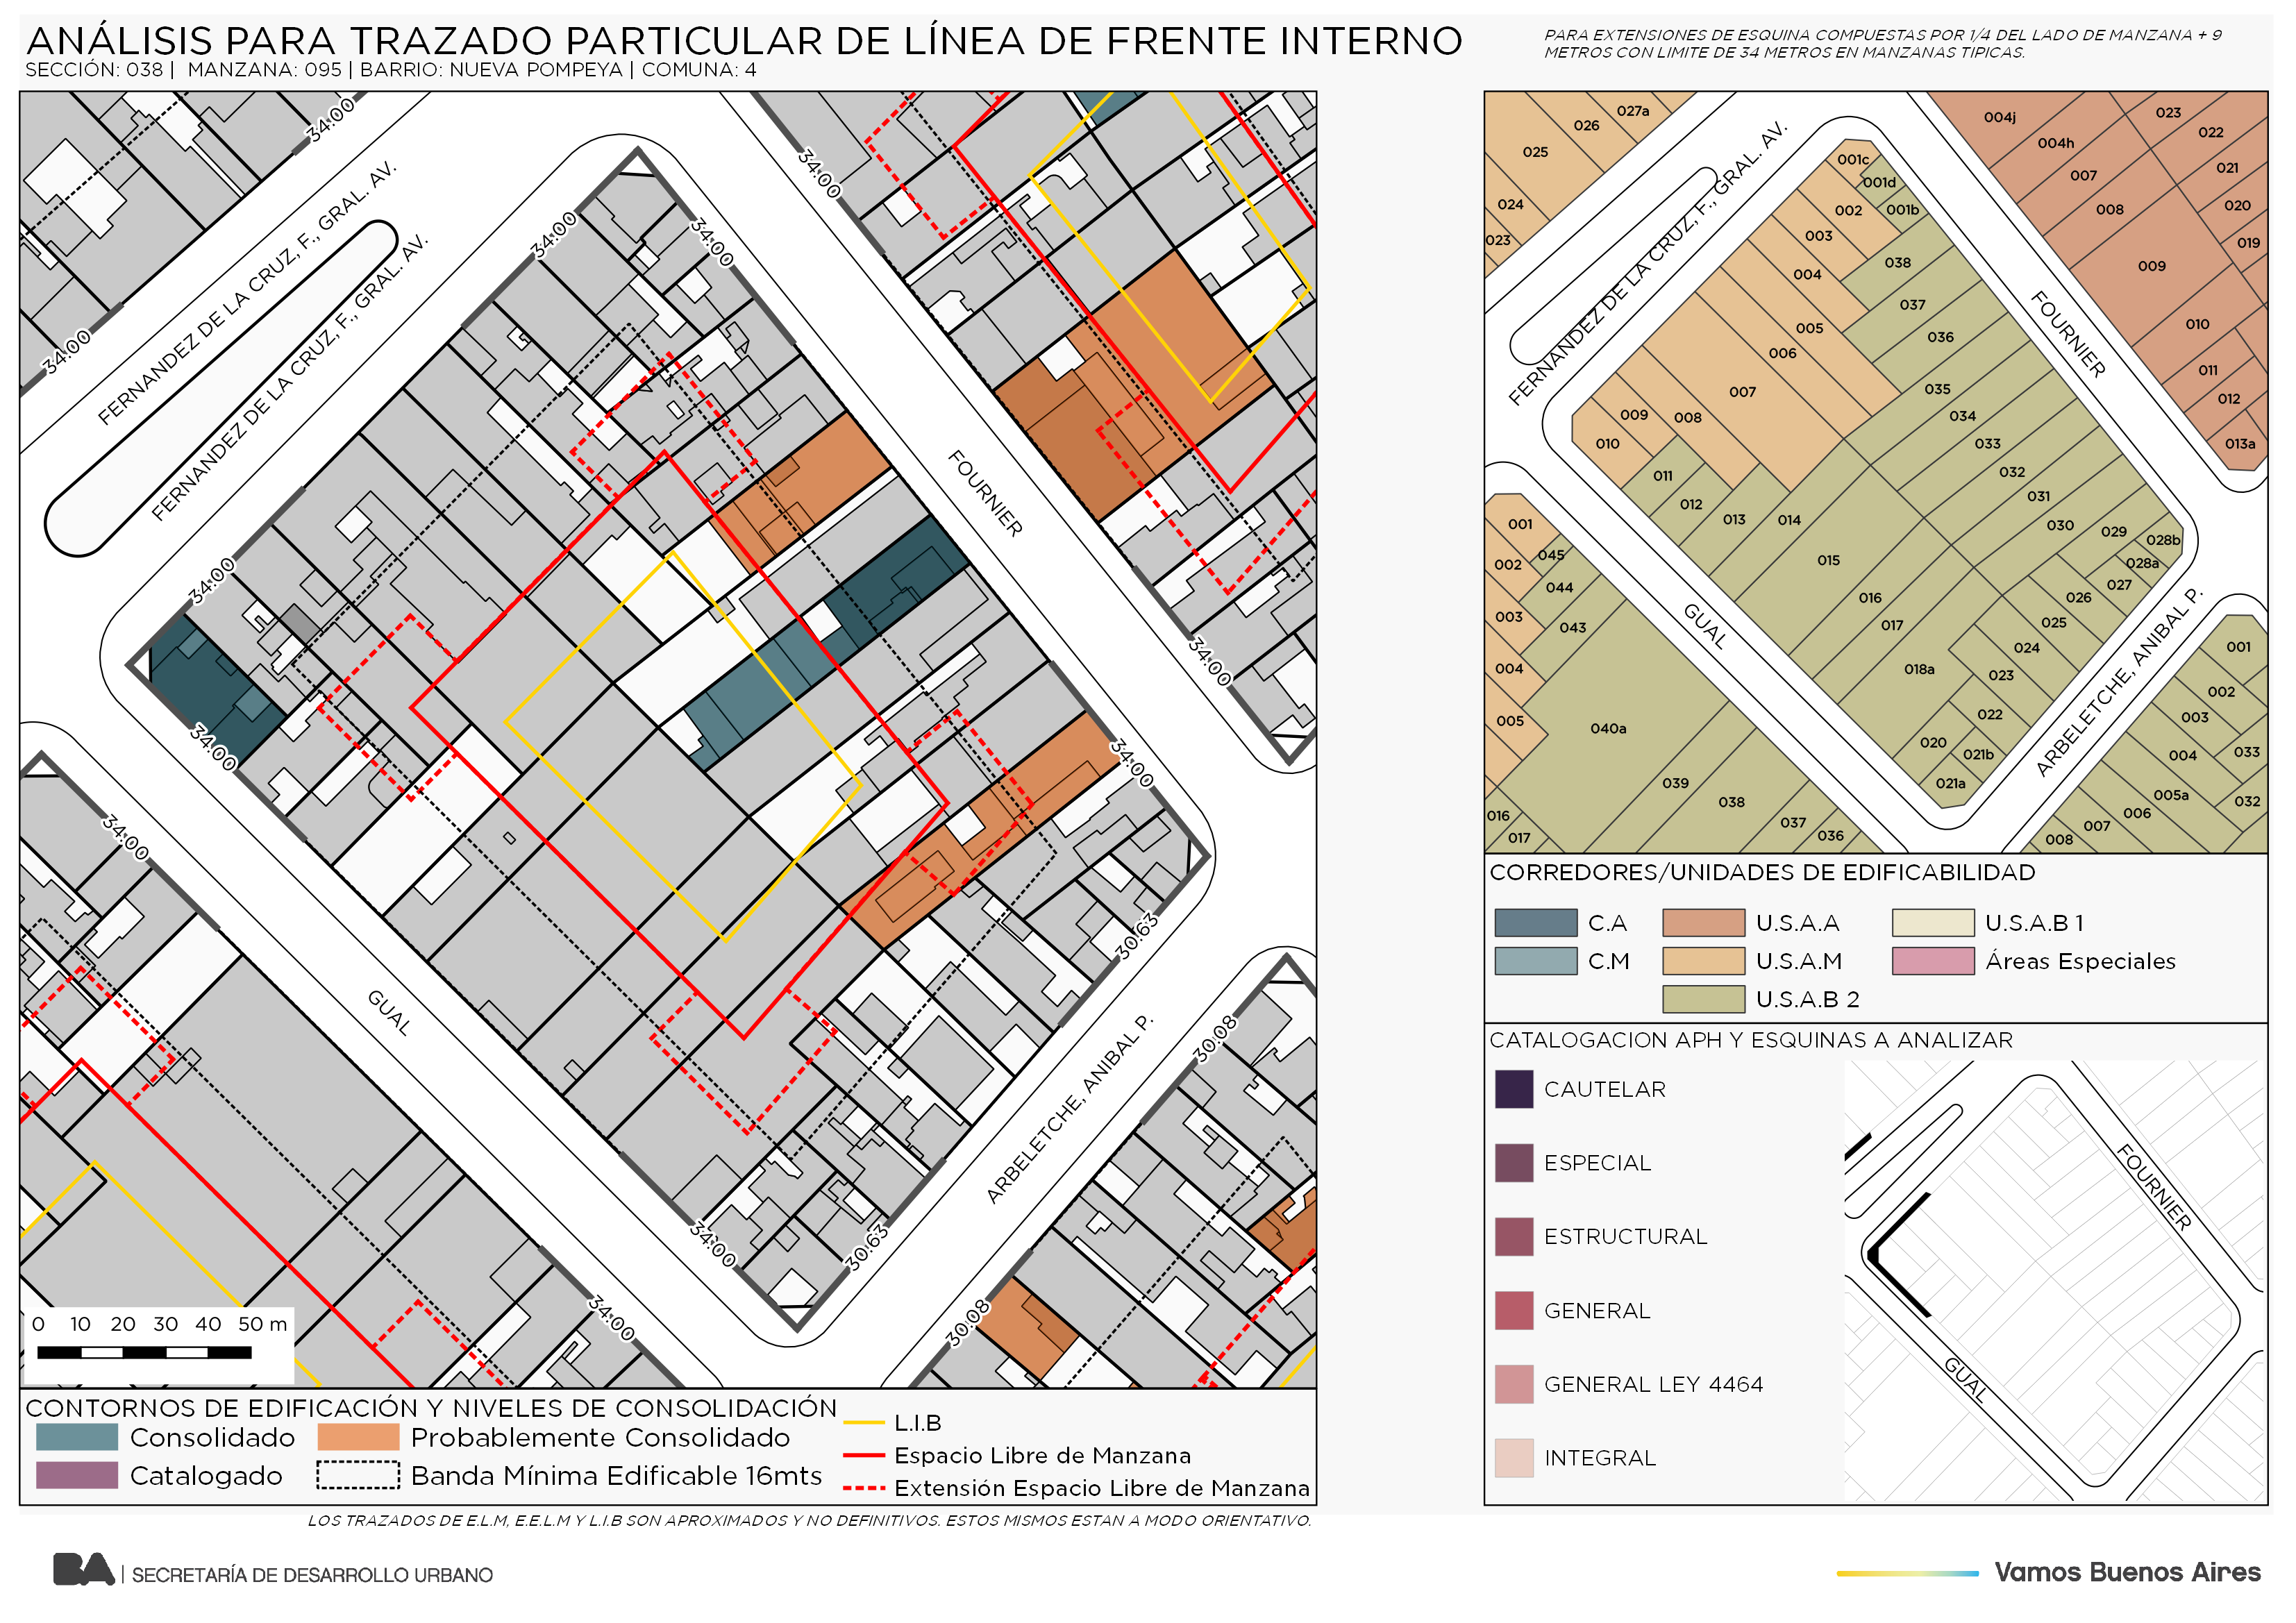 ANÁLISIS PARA TRAZADO PARTICULAR DE LÍNEA DE FRENTE INTERNO
SECCIÓN: 038 | MANZANA: 095 | BARRIO: NUEVA POMPEYA | COMUNA: 4
PARA EXTENSIONES DE ESQUINA COMPUESTAS POR 1/4 DEL LADO DE MANZANA + 9
METROS CON LIMITE DE 34 METROS EN MANZANAS TIPICAS.
34.00
34.00
FERNANDEZ DE LA CRUZ, F., GRAL. AV.
FERNANDEZ DE LA CRUZ, F., GRAL. AV.
34.00
34.00
34.00
34.00
34.00
FOURNIER
34.00
34.00
34.00
30.63
GUAL
ARBELETCHE, ANIBAL P.
30.08
34.00
30.63
34.00
30.08
0 10 20 30 40 50 m
CONTORNOS DE EDIFICACIÓN Y NIVELES DE CONSOLIDACIÓN
Consolidado
Probablemente Consolidado
Catalogado
Banda Mínima Edificable 16mts
L.I.B
Espacio Libre de Manzana
Extensión Espacio Libre de Manzana
LOS TRAZADOS DE E.L.M, E.E.L.M Y L.I.B SON APROXIMADOS Y NO DEFINITIVOS. ESTOS MISMOS ESTAN A MODO ORIENTATIVO.
027a
026
025
024
023
FERNANDEZ DE LA CRUZ, F., GRAL. AV.
001c
001d
001b
002
003
004
005
006
007
008
009
010
011
012
013
014
015
016
017
018a
020
021a
021b
022
023
024
025
026
027
028a
028b
029
030
031
032
033
034
035
036
037
038
FOURNIER
GUAL
ARBELETCHE, ANIBAL P.
004j
004h
007
008
009
010
011
012
013a
023
022
021
020
019
001
002
003
004
005
045
044
043
040a
039
038
037
036
016
017
001
002
003
004
005a
006
007
008
033
032
CORREDORES/UNIDADES DE EDIFICABILIDAD
C.A
U.S.A.A
U.S.A.B 1
C.M
U.S.A.M
Áreas Especiales
U.S.A.B 2
CATALOGACION APH Y ESQUINAS A ANALIZAR
CAUTELAR
ESPECIAL
ESTRUCTURAL
GENERAL
GENERAL LEY 4464
INTEGRAL
FOURNIER
GUAL
BA | SECRETARÍA DE DESARROLLO URBANO
Vamos Buenos Aires